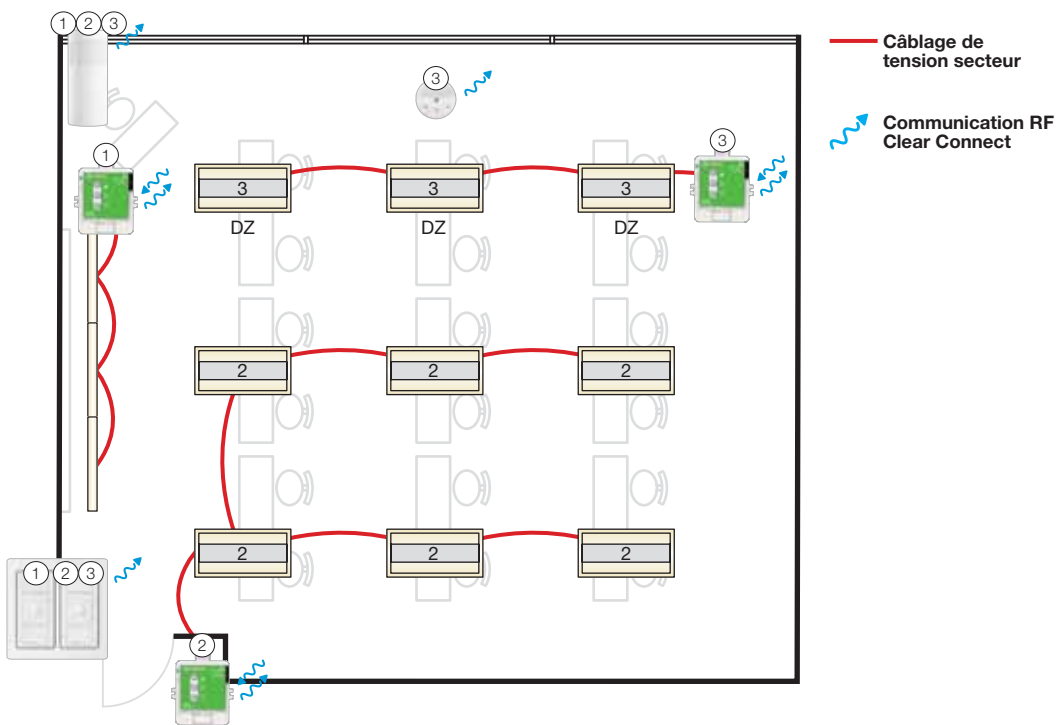 1 2 3
3
Câblage de
tension secteur
Communication RF
Clear Connect
1
3
3 3 3
DZ DZ DZ
2 2 2
2 2 2
1 2 3
2